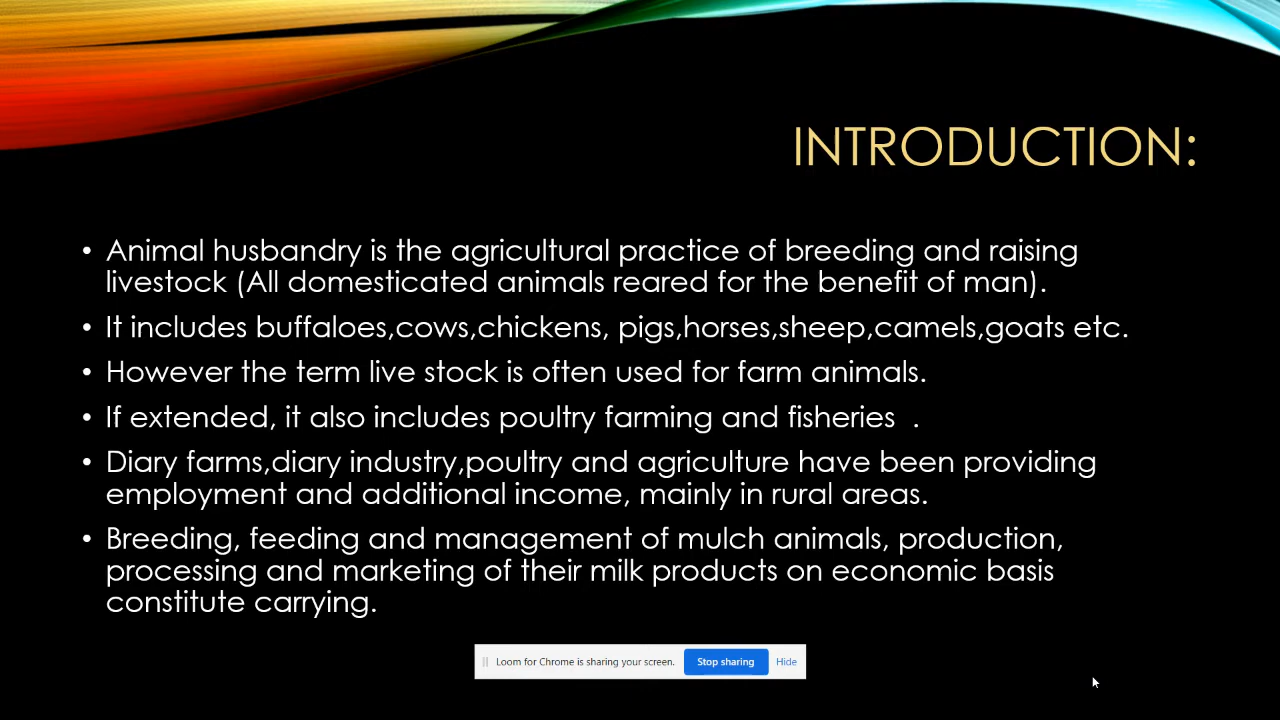 INTRODUCTION:
• Animal husbandry is the agricultural practice of breeding and raising
livestock (All domesticated animals reared for the benefit of man).
• It includes buffaloes,cows,chickens, pigs,horses,sheep,camels,goats etc.
• However the term live stock is often used for farm animals.
• If extended, it also includes poultry farming and fisheries  .
• Diary farms,diary industry,poultry and agriculture have been providing
employment and additional income, mainly in rural areas.
• Breeding, feeding and management of mulch animals, production,
processing and marketing of their milk products on economic basis
constitute carrying.
Loom for Chrome is sharing your screen. Stop sharing Hide